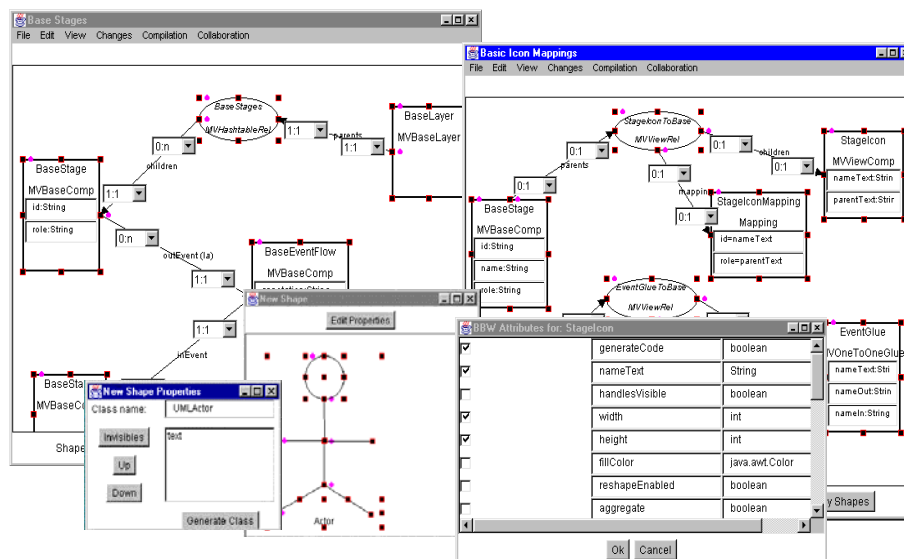 Base Stages
File Edit View Changes Compilation Collaboration
BaseStages
MVHashtableRel
0:n
children
1:1
parents
1:1
1:1
BaseLayer
MVBaseLayer
BaseStage
MVBaseComp
id:String
role:String
0:n
outEvent (1a)
1:1
BaseEventFlow
MVBaseComp
1:1
inEvent
Basic Icon Mappings
File Edit View Changes Compilation Collaboration
StageIconToBase
MVViewRel
0:1
parents
0:1
0:1
children
0:1
0:1
0:1
StageIcon
MVViewComp
nameText:Strin
parentText:Strir
StageIconMapping
Mapping
id=nameText
role=parentText
BaseStage
MVBaseComp
id:String
name:String
role:String
EventGlueToBase
MVViewRel
EventGlue
VOneToOneGlue
nameText:Stri
nameOut:Strin
nameIn:String
y Shapes
New Shape
Edit Properties
Actor
BaseSta
MVBaseCo
Shape
New Shape Properties
Class name: UMLActor
Invisibles
text
Up
Down
Generate Class
BBW Attributes for: StageIcon
generateCode boolean
nameText String
handlesVisible boolean
width int
height int
fillColor java.awt.Color
reshapeEnabled boolean
aggregate boolean
Ok Cancel